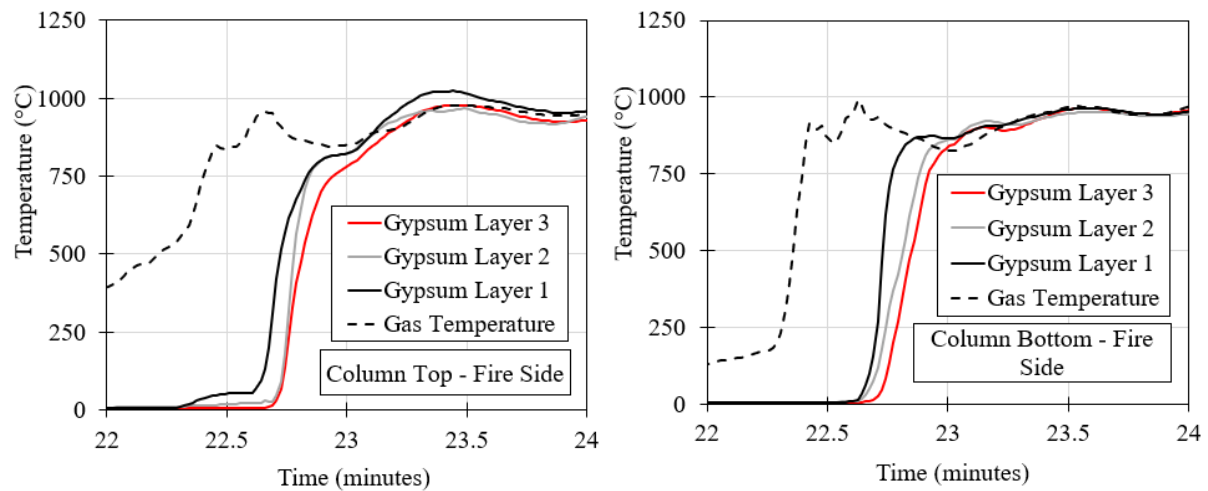 1250
1000
750
500
250
0
Temperature (°C)
22
22.5
23
23.5
24
Time (minutes)
Gypsum Layer 3
Gypsum Layer 2
Gypsum Layer 1
Gas Temperature
Column Top - Fire Side
1250
1000
750
500
250
0
Temperature (°C)
22
22.5
23
23.5
24
Time (minutes)
Gypsum Layer 3
Gypsum Layer 2
Gypsum Layer 1
Gas Temperature
Column Bottom - Fire
Side